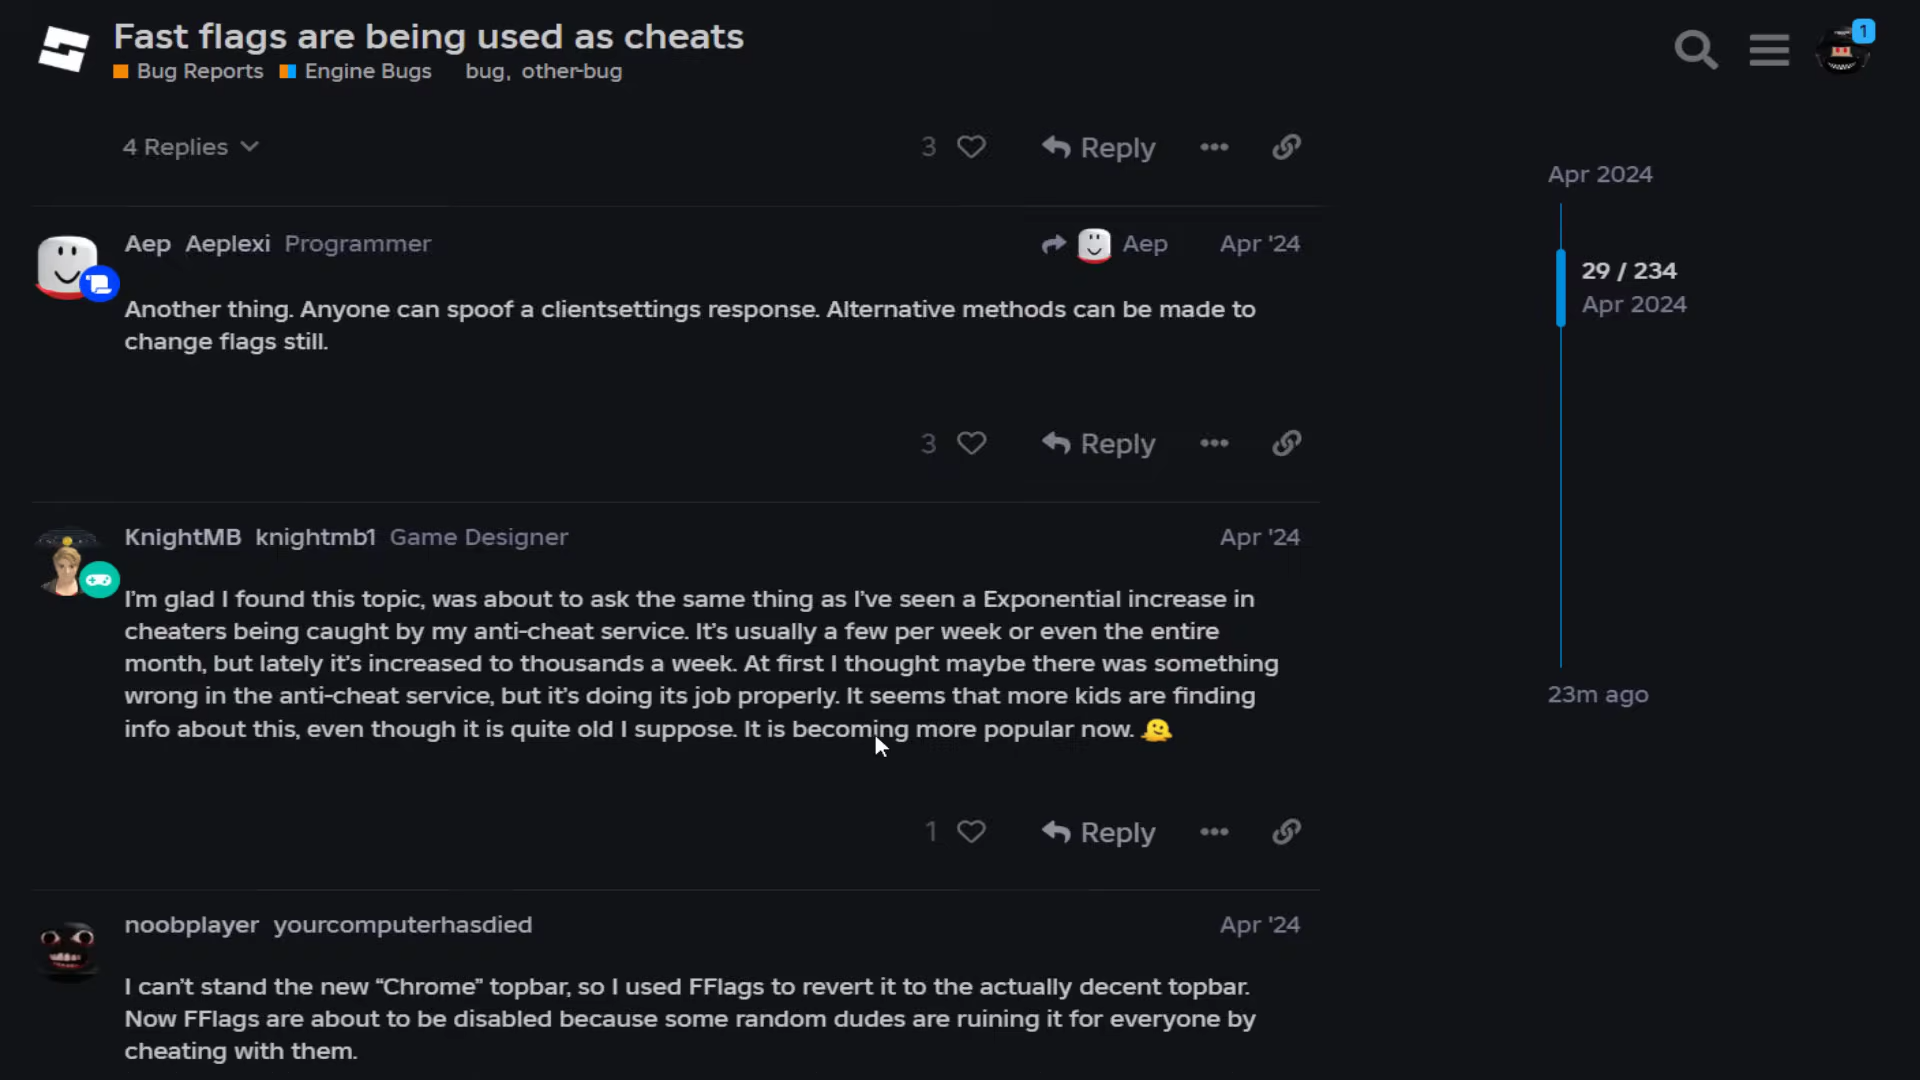 Fast flags are being used as cheats
1
Bug Reports Engine Bugs bug, other-bug
4 Replies 3 Reply
Apr 2024
Aep Aeplexi Programmer Aep Apr '24
29 / 234
Apr 2024
Another thing. Anyone can spoof a clientsettings response. Alternative methods can be made to
change flags still.
3 Reply
KnightMB knightmb1 Game Designer Apr '24
I'm glad I found this topic, was about to ask the same thing as I've seen a Exponential increase in
cheaters being caught by my anti-cheat service. It's usually a few per week or even the entire
month, but lately it's increased to thousands a week. At first I thought maybe there was something
wrong in the anti-cheat service, but it's doing its job properly. It seems that more kids are finding
info about this, even though it is quite old I suppose. It is becoming more popular now. 🫠
23m ago
1 Reply
noobplayer yourcomputerhasdied Apr '24
I can't stand the new “Chrome” topbar, so I used FFlags to revert it to the actually decent topbar.
Now FFlags are about to be disabled because some random dudes are ruining it for everyone by
cheating with them.